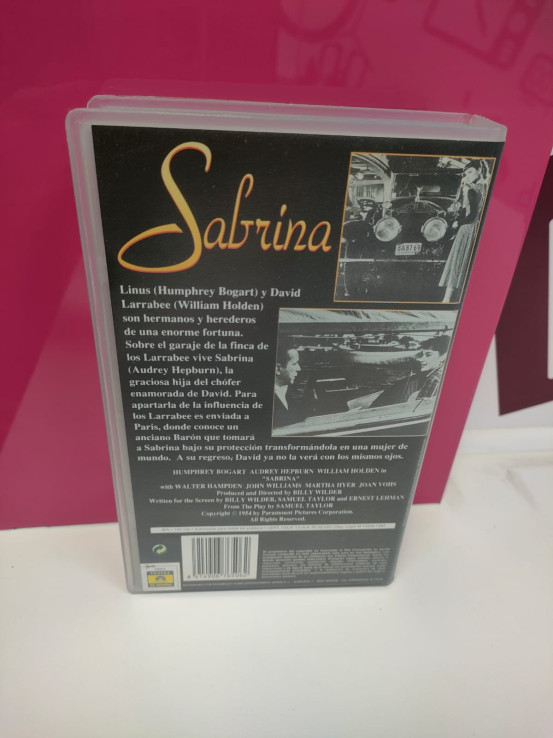 Sabrina
Linus (Humphrey Bogart) y David
Larrabee (William Holden)
son hermanos y herederos
de una enorme fortuna.
Sobre el garaje de la finca de
los Larrabee vive Sabrina
(Audrey Hepburn), la
graciosa hija del chófer
enamorada de David. Para
apartarla de la influencia de
los Larrabee es enviada a
Paris, donde conoce un
anciano Barón que tomará
a Sabrina bajo su protección transformándola en una mujer de
mundo. A su regreso, David ya no la verá con los mismos ojos.
HUMPHREY BOGART AUDREY HEPBURN WILLIAM HOLDEN in
"SABRINA"
with WALTER HAMPDEN JOHN WILLIAMS MARTHA HYER JOAN VOHS
Produced and Directed by BILLY WILDER
Written for the Screen by BILLY WILDER, SAMUEL TAYLOR and ERNEST LEHMAN
From The Play by SAMUEL TAYLOR
Copyright © 1954 by Paramount Pictures Corporation.
All Rights Reserved.